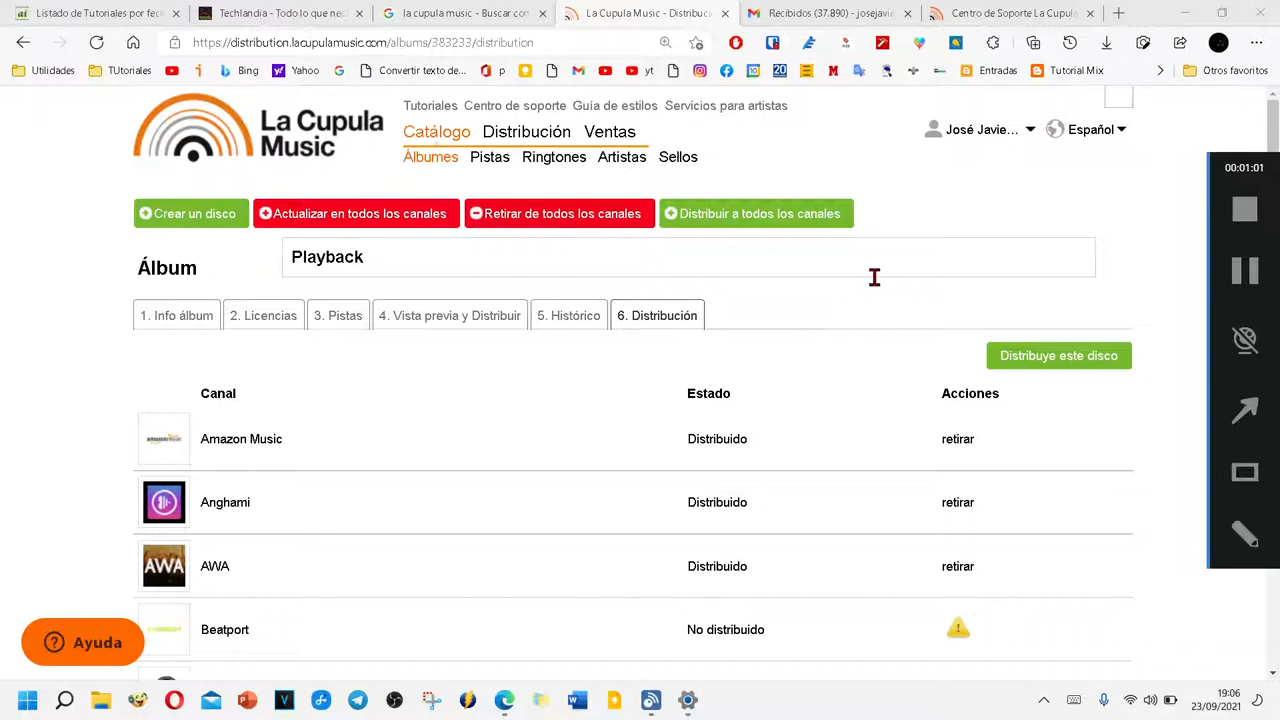 Tutoriales por fech
Techlandia - Todo lo que nec
la cupula music - Buscar con
La Cupula Music - Distribuci
Recibidos (37.890) - josejavie
Centro de Soporte La Cupula
https://distribution.lacupulamusic.com/albums/383233/distribution
Utilidades
TUtoriales
Bing
Yahoo
Convertir texto de...
p
yt
Entradas
Tutorial Mix
Otros favoritos
La Cupula Music
Tutoriales Centro de soporte Guía de estilos Servicios para artistas
Catálogo Distribución Ventas
Álbumes Pistas Ringtones Artistas Sellos
José Javie...
Español
00:01:01
Crear un disco
Actualizar en todos los canales
Retirar de todos los canales
Distribuir a todos los canales
Álbum
Playback
1. Info álbum
2. Licencias
3. Pistas
4. Vista previa y Distribuir
5. Histórico
6. Distribución
Distribuye este disco
Canal Estado Acciones
Amazon Music Distribuido retirar
Anghami Distribuido retirar
AWA
AWA Distribuido retirar
Beatport No distribuido
Ayuda
19:06
23/09/2021